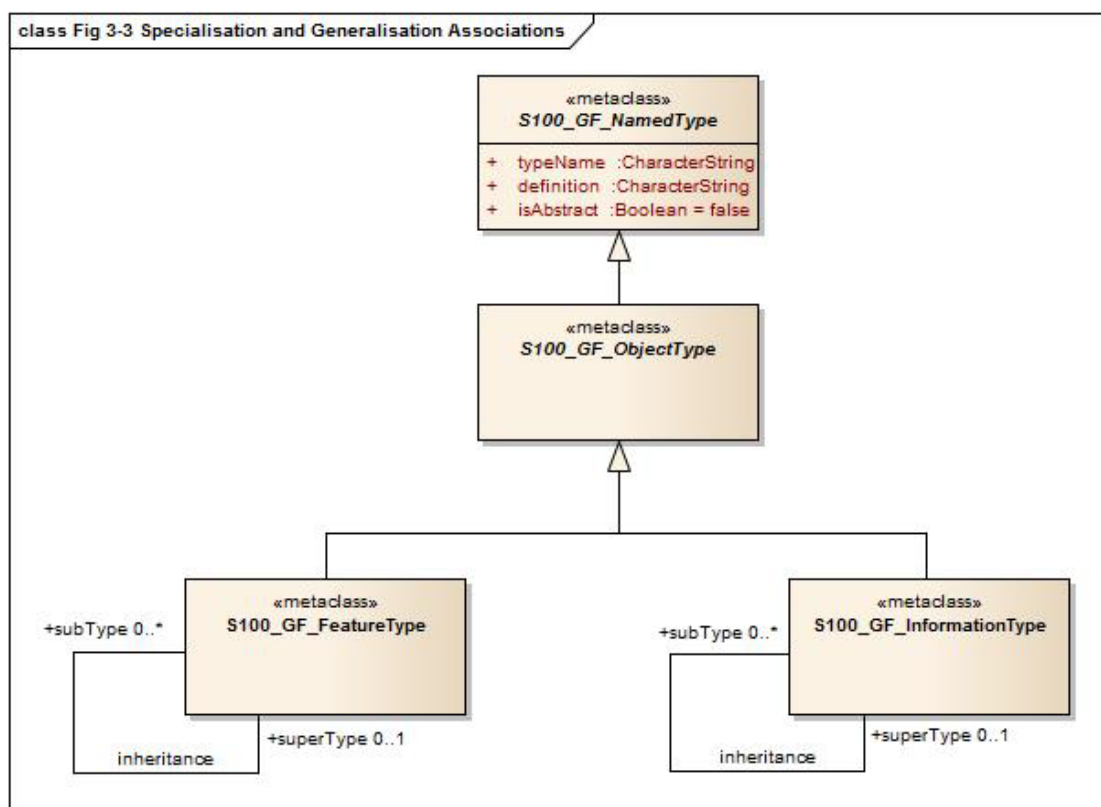 class Fig 3-3 Specialisation and Generalisation Associations
«metaclass»
S100_GF_NamedType
+ typeName :CharacterString
+ definition :CharacterString
+ isAbstract :Boolean = false
«metaclass»
S100_GF_ObjectType
«metaclass»
S100_GF_FeatureType
+subType 0..*
+superType 0..1
inheritance
«metaclass»
S100_GF_InformationType
+subType 0..*
+superType 0..1
inheritance